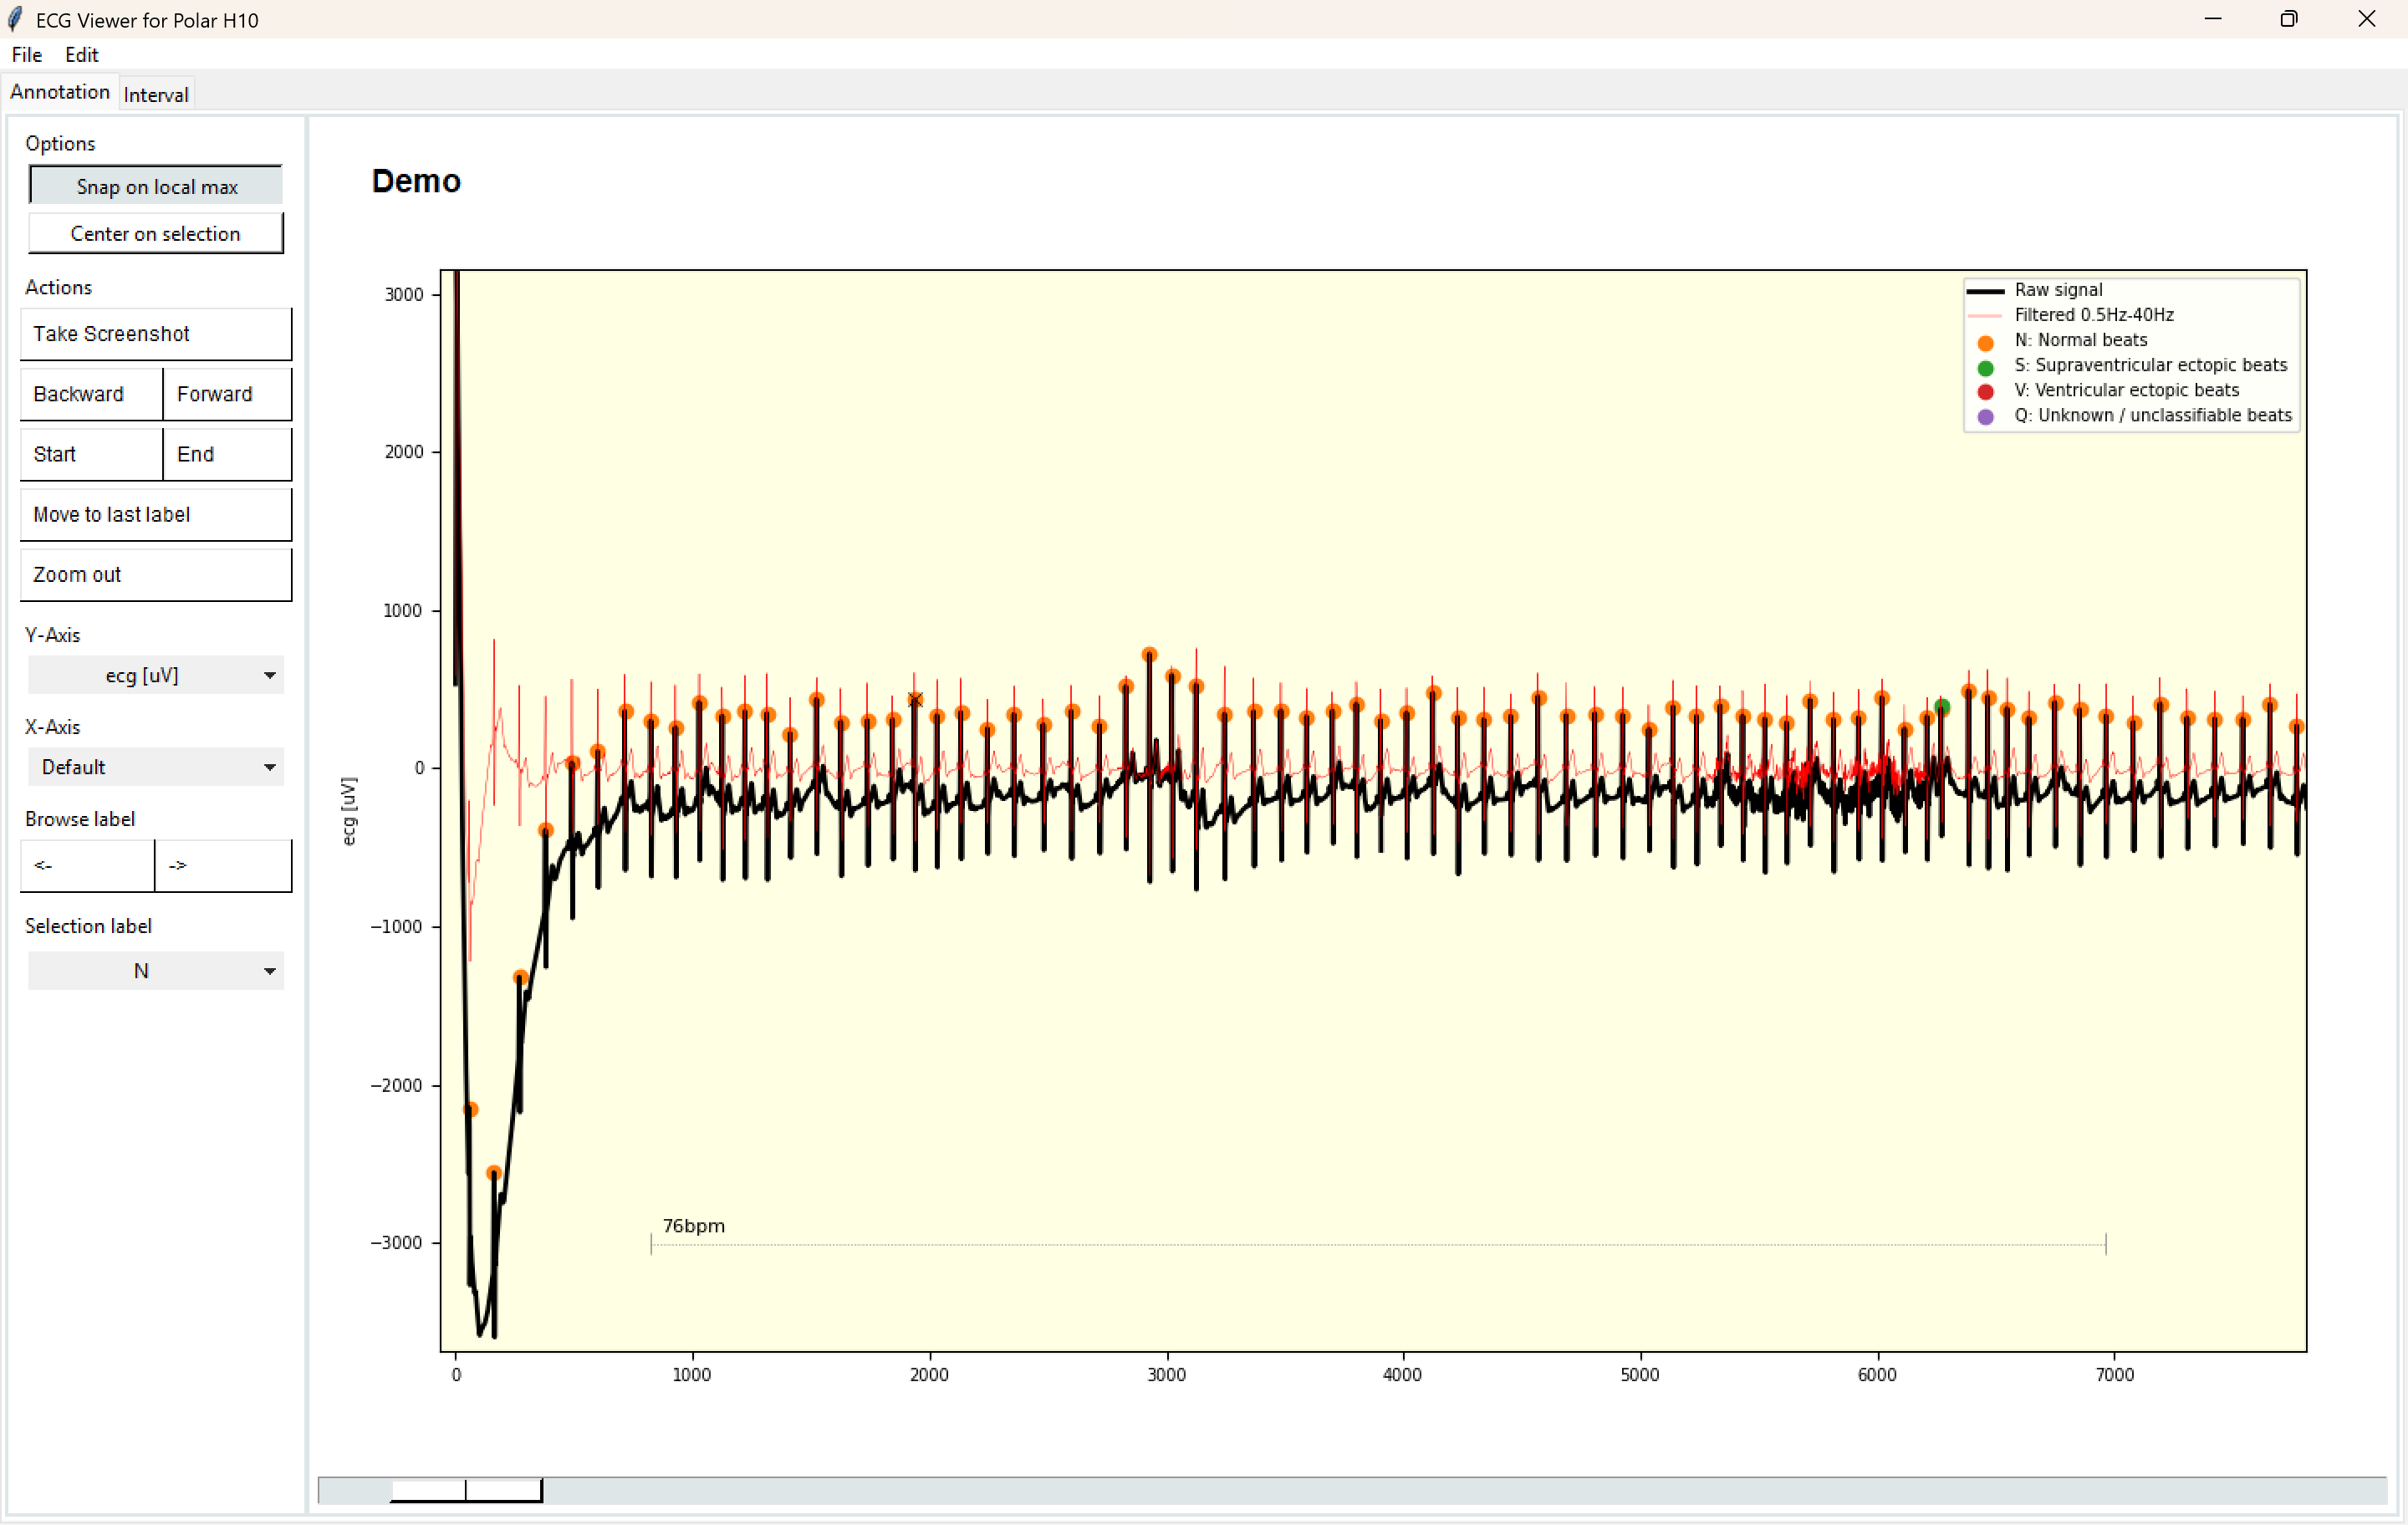 ECG Viewer for Polar H10
File Edit
Annotation Interval
Options
Snap on local max
Center on selection
Actions
Take Screenshot
Backward Forward
Start End
Move to last label
Zoom out
Y-Axis
ecg [uV]
X-Axis
Default
Browse label
<- ->
Selection label
N
Demo
3000
2000
1000
0
−1000
−2000
−3000
ecg [uV]
Raw signal
Filtered 0.5Hz-40Hz
N: Normal beats
S: Supraventricular ectopic beats
V: Ventricular ectopic beats
Q: Unknown / unclassifiable beats
76bpm
0 1000 2000 3000 4000 5000 6000 7000